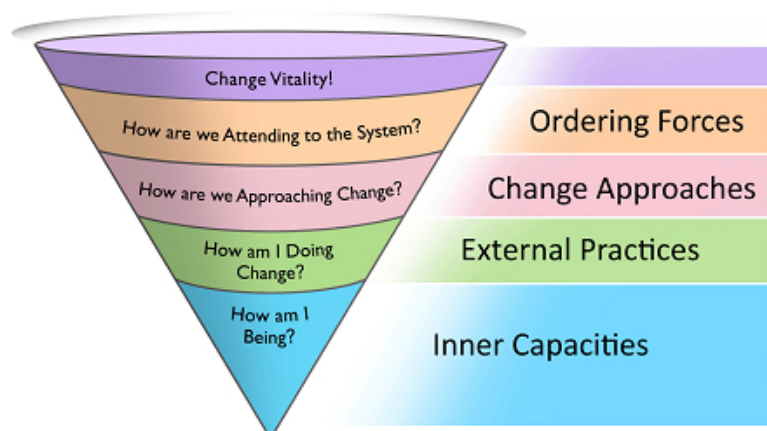 Change Vitality!
How are we Attending to the System?
Ordering Forces
How are we Approaching Change?
Change Approaches
How am I Doing
Change?
External Practices
How am I
Being?
Inner Capacities